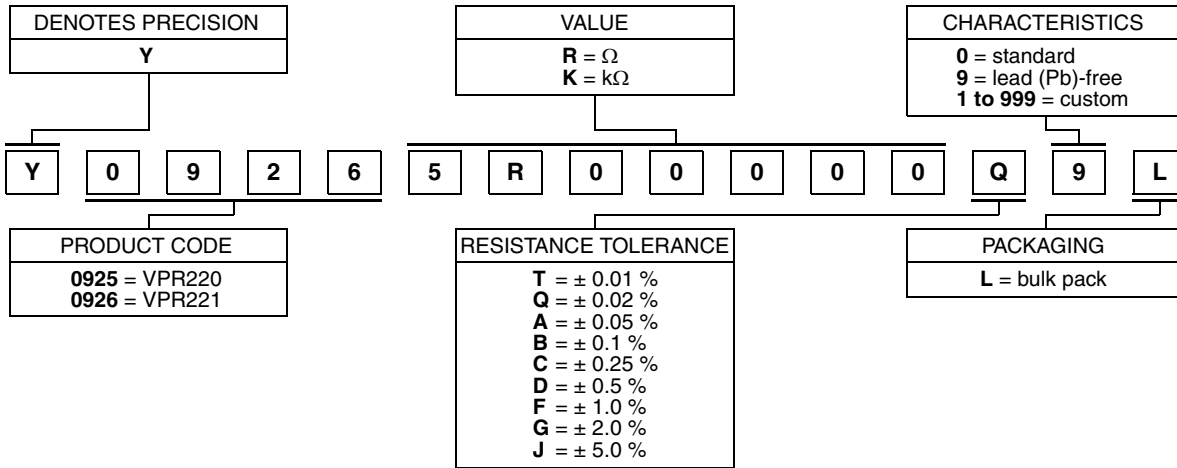 DENOTES PRECISION
Y
VALUE
R = Ω
K = kΩ
CHARACTERISTICS
0 = standard
9 = lead (Pb)-free
1 to 999 = custom
Y 0 9 2 6 5 R 0 0 0 0 0 Q 9 L
PRODUCT CODE
0925 = VPR220
0926 = VPR221
RESISTANCE TOLERANCE
T = ± 0.01 %
Q = ± 0.02 %
A = ± 0.05 %
B = ± 0.1 %
C = ± 0.25 %
D = ± 0.5 %
F = ± 1.0 %
G = ± 2.0 %
J = ± 5.0 %
PACKAGING
L = bulk pack